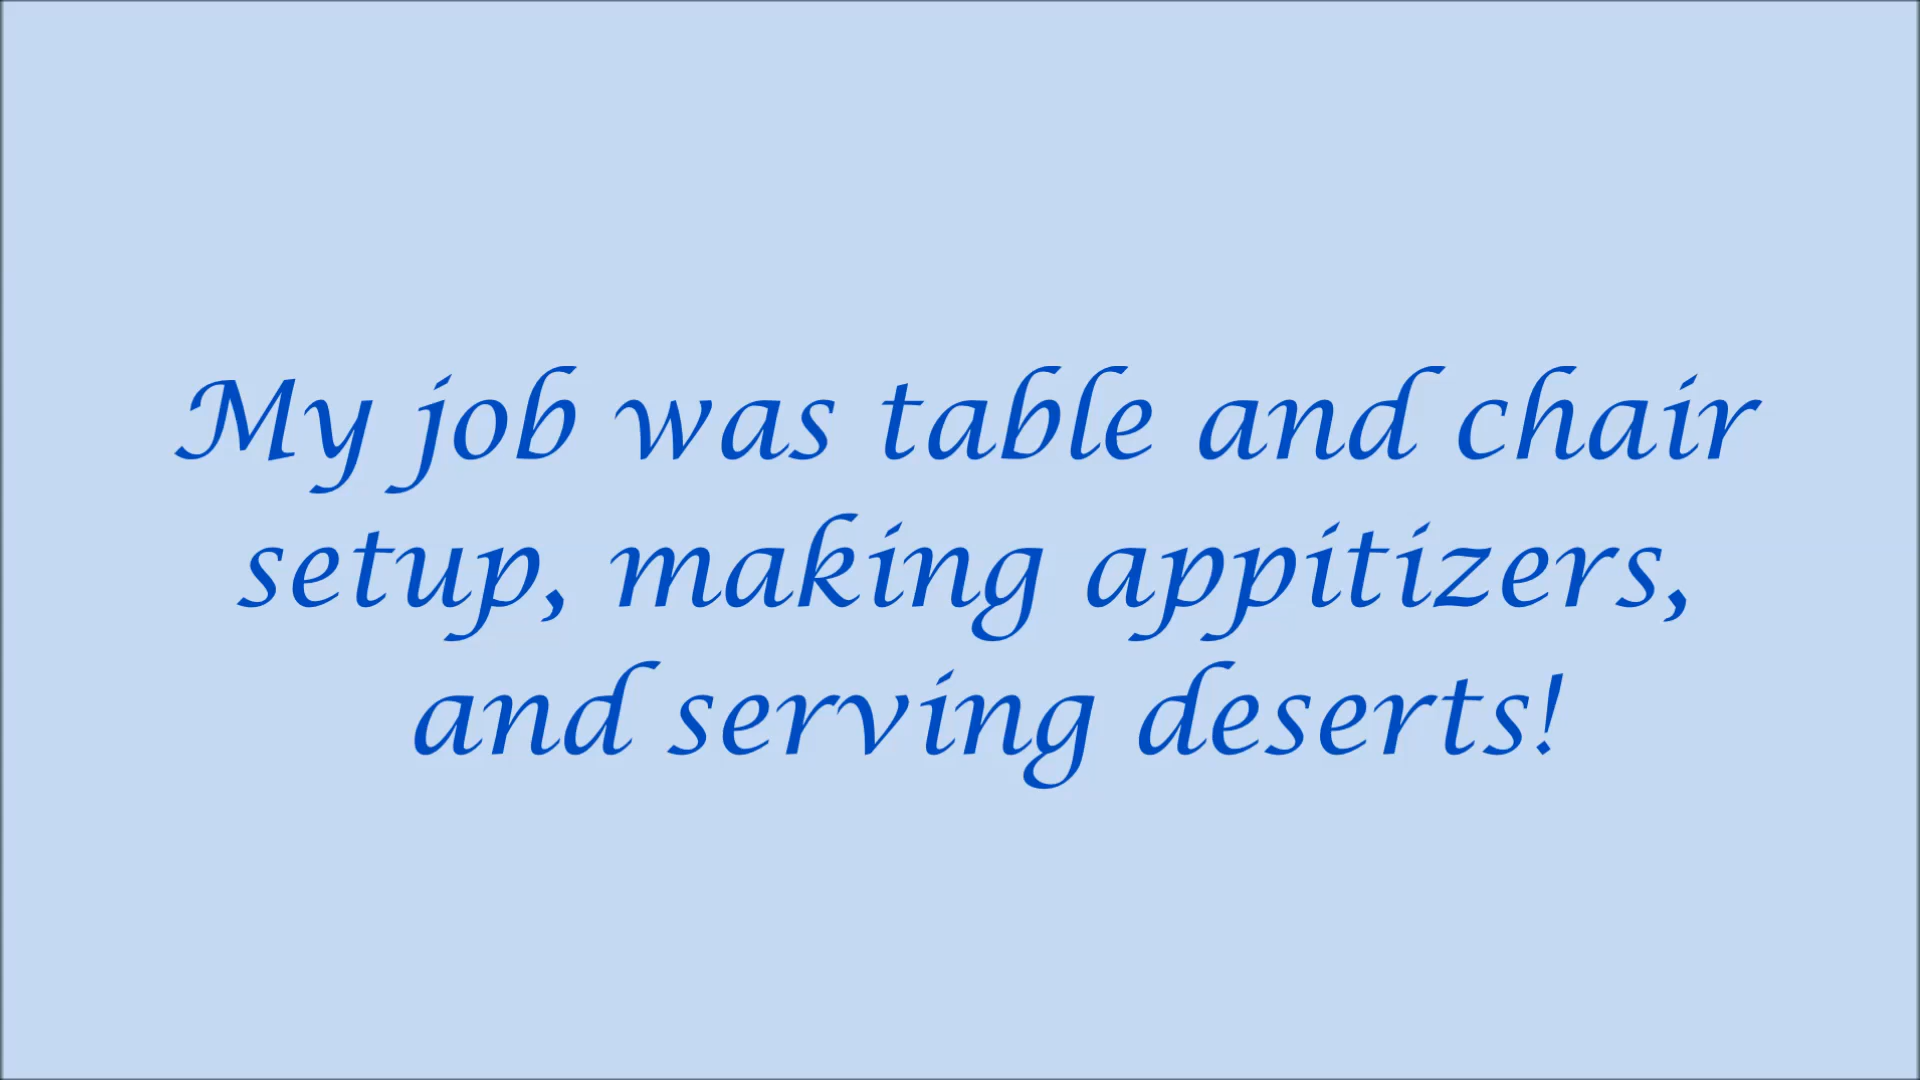 My job was table and chair
setup, making appitizers,
and serving deserts!